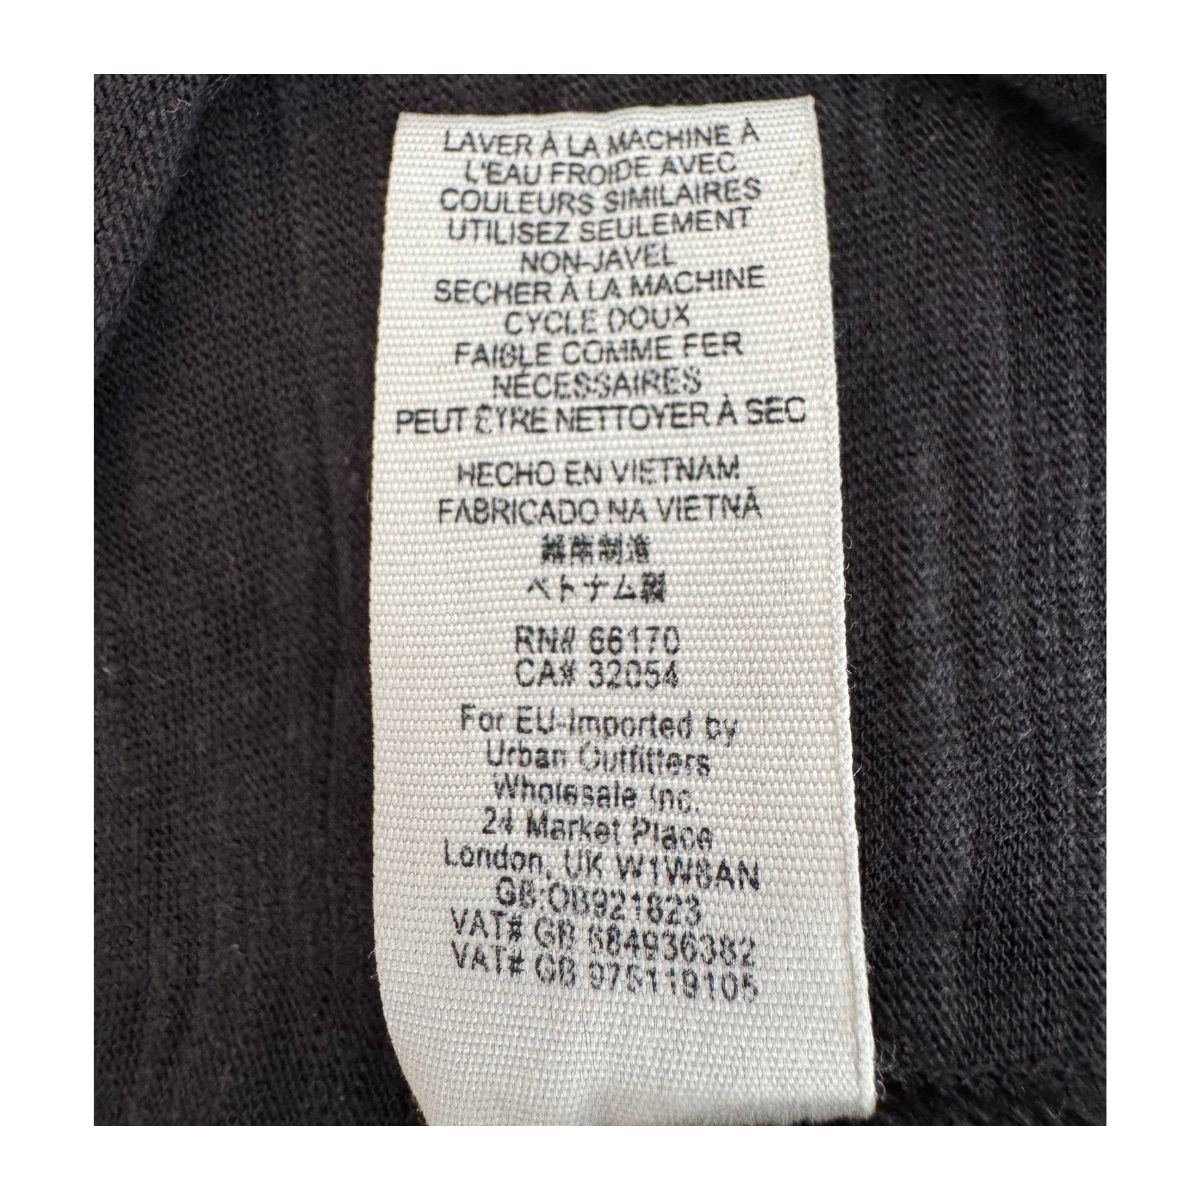 LAVER À LA MACHINE À
L'EAU FROIDE AVEC
COULEURS SIMILAIRES
UTILISEZ SEULEMENT
NON-JAVEL
SECHER À LA MACHINE
CYCLE DOUX
FAIBLE COMME FER
NÉCESSAIRES
PEUT ÊTRE NETTOYER À SEC
HECHO EN VIETNAM
FABRICADO NA VIETNÃ
越南制造
ベトナム製
RN# 66170
CA# 32054
For EU-Imported by
Urban Outfitters
Wholesale Inc.
24 Market Place
London, UK W1W8AN
GB:OB921823
VAT# GB 684936382
VAT# GB 975119105